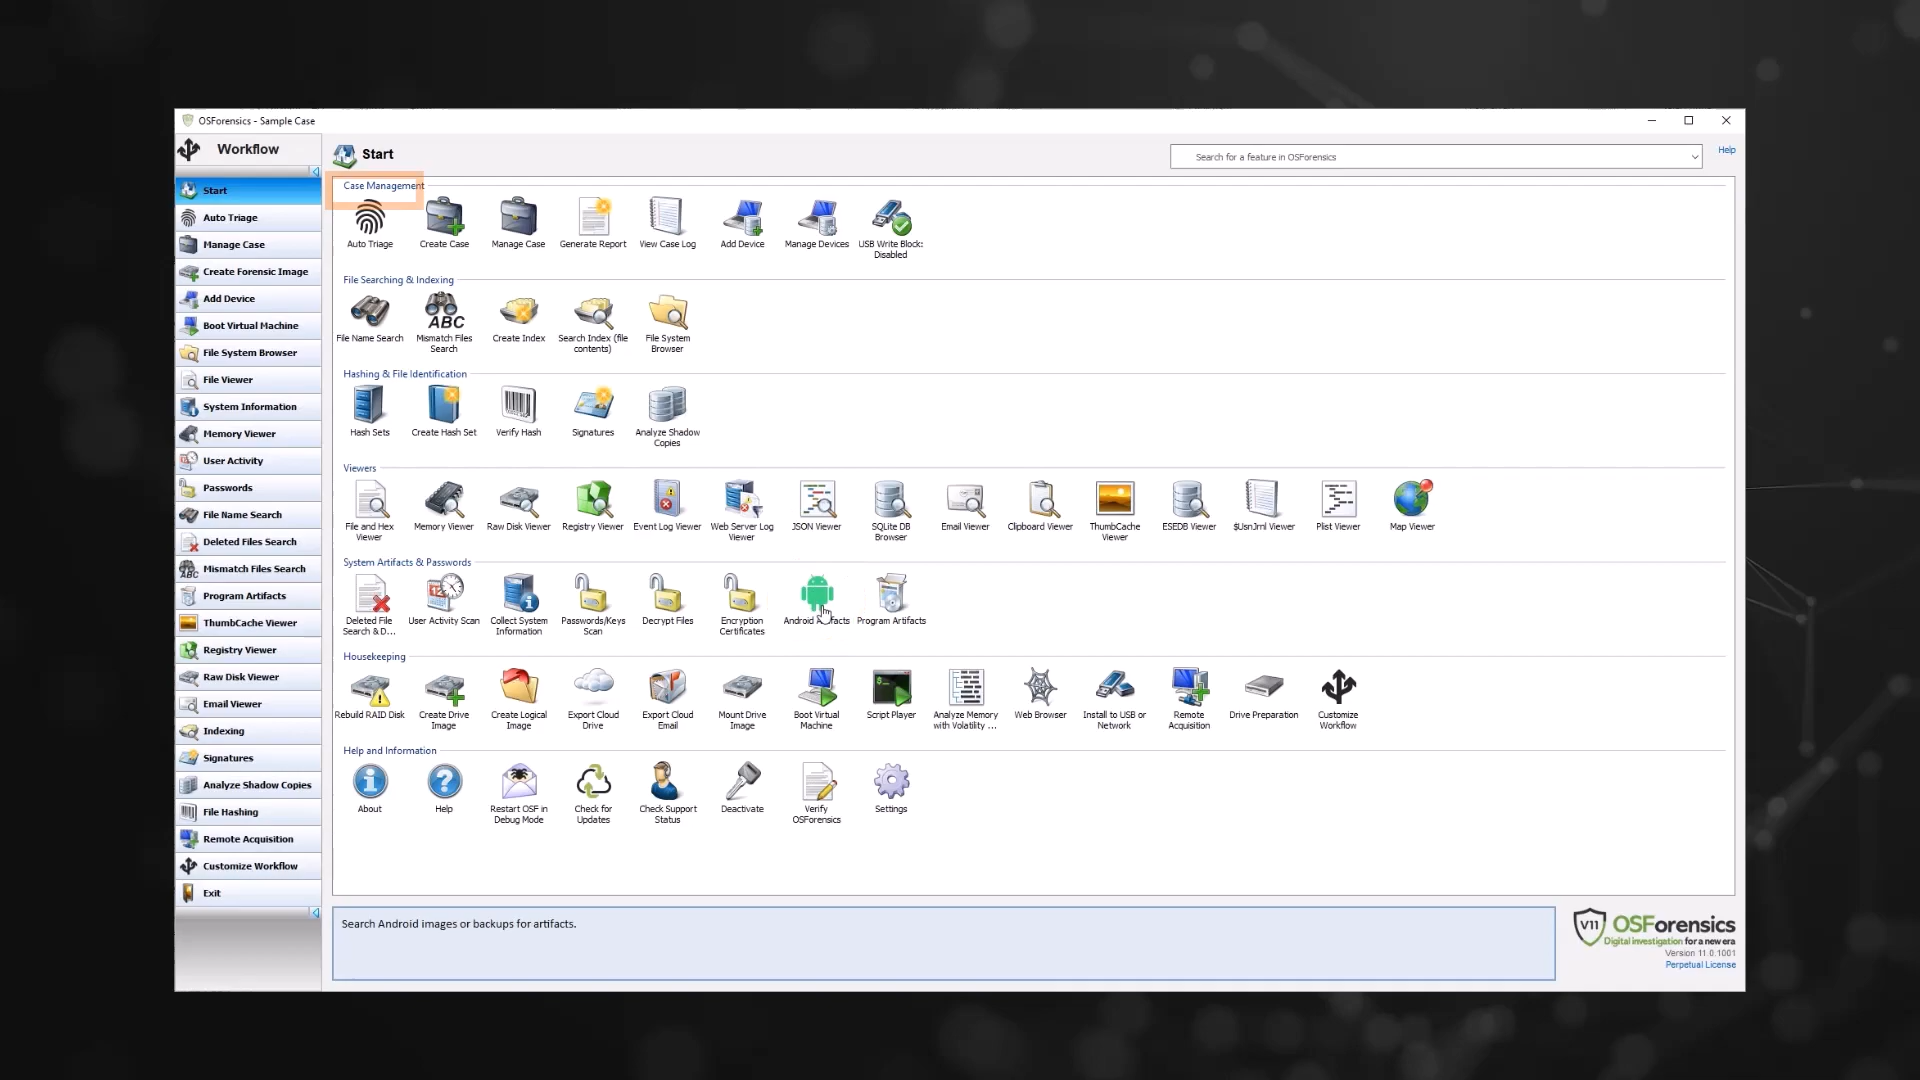 OSForensics - Sample Case
Workflow
Start
Auto Triage
Manage Case
Create Forensic Image
Add Device
Boot Virtual Machine
File System Browser
File Viewer
System Information
Memory Viewer
User Activity
Passwords
File Name Search
Deleted Files Search
Mismatch Files Search
Program Artifacts
ThumbCache Viewer
Registry Viewer
Raw Disk Viewer
Email Viewer
Indexing
Signatures
Analyze Shadow Copies
File Hashing
Remote Acquisition
Customize Workflow
Exit
Start
Search for a feature in OSForensics
Help
Case Management
Auto Triage
Create Case
Manage Case
Generate Report
View Case Log
Add Device
Manage Devices
USB Write Block:
Disabled
File Searching & Indexing
ABC
File Name Search
Mismatch Files
Search
Create Index
Search Index (file
contents)
File System
Browser
Hashing & File Identification
Hash Sets
Create Hash Set
Verify Hash
Signatures
Analyze Shadow
Copies
Viewers
File and Hex
Viewer
Memory Viewer
Raw Disk Viewer
Registry Viewer
Event Log Viewer
Web Server Log
Viewer
JSON Viewer
SQLite DB
Browser
Email Viewer
Clipboard Viewer
ThumbCache
Viewer
ESEDB Viewer
$UsnJrnl Viewer
Plist Viewer
Map Viewer
System Artifacts & Passwords
Deleted File
Search & D...
User Activity Scan
Collect System
Information
Passwords/Keys
Scan
Decrypt Files
Encryption
Certificates
Android Artifacts
Program Artifacts
Housekeeping
Rebuild RAID Disk
Create Drive
Image
Create Logical
Image
Export Cloud
Drive
Export Cloud
Email
Mount Drive
Image
Boot Virtual
Machine
Script Player
Analyze Memory
with Volatility ...
Web Browser
Install to USB or
Network
Remote
Acquisition
Drive Preparation
Customize
Workflow
Help and Information
About
Help
Restart OSF in
Debug Mode
Check for
Updates
Check Support
Status
Deactivate
Verify
OSForensics
Settings
Search Android images or backups for artifacts.
V11 OSForensics
Digital investigation for a new era
Version 11.0.1001
Perpetual License